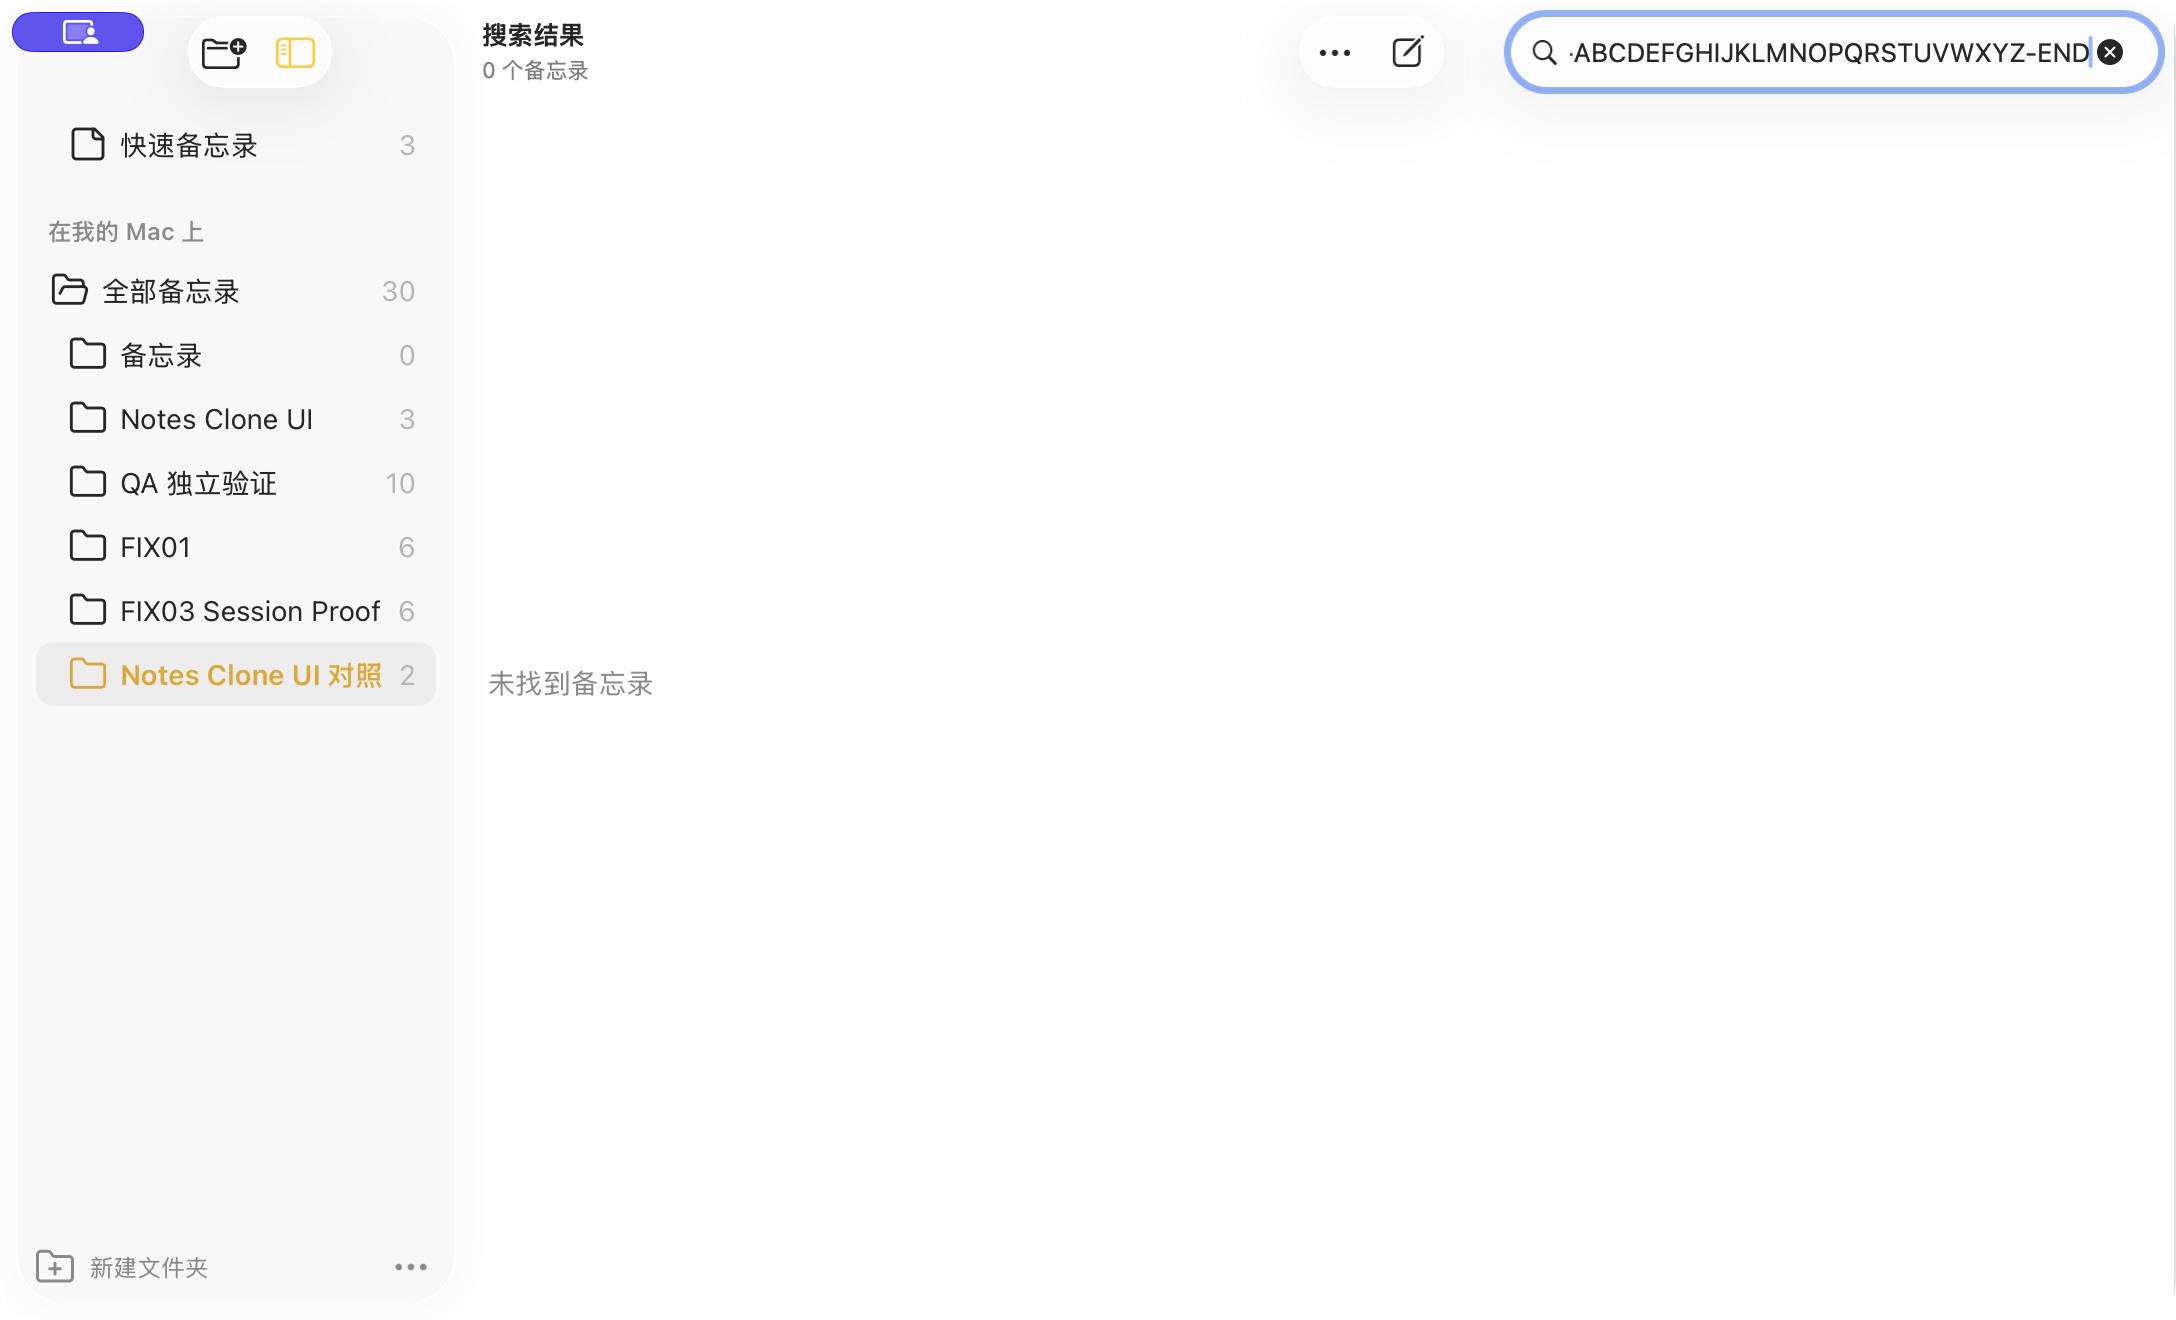 搜索结果
0 个备忘录
-ABCDEFGHIJKLMNOPQRSTUVWXYZ-END
快速备忘录 3
在我的 Mac 上
全部备忘录 30
备忘录 0
Notes Clone UI 3
QA 独立验证 10
FIX01 6
FIX03 Session Proof 6
Notes Clone UI 对照 2
未找到备忘录
新建文件夹